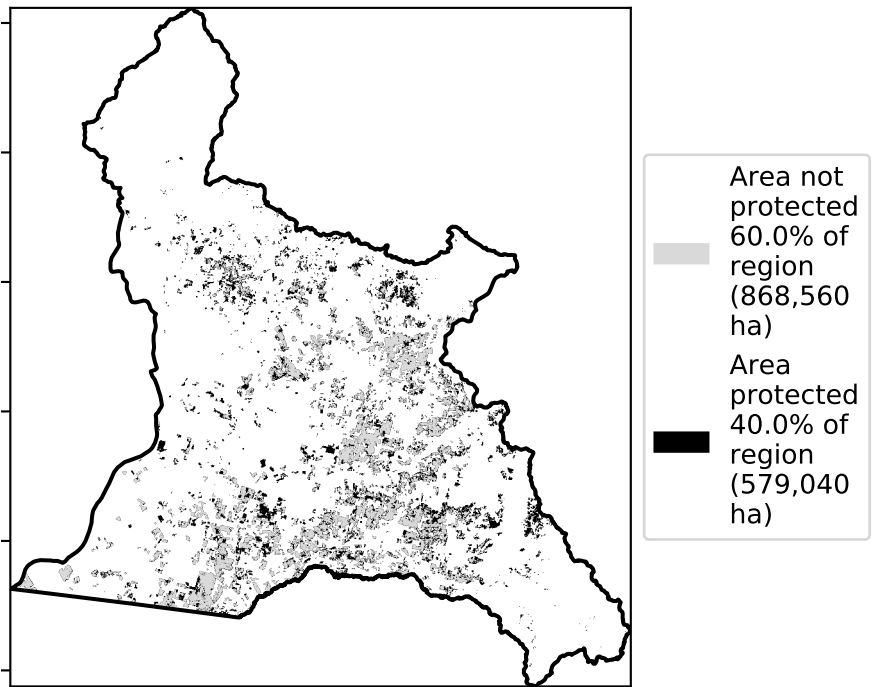 Area not
protected
60.0% of
region
(868,560
ha)
Area
protected
40.0% of
region
(579,040
ha)